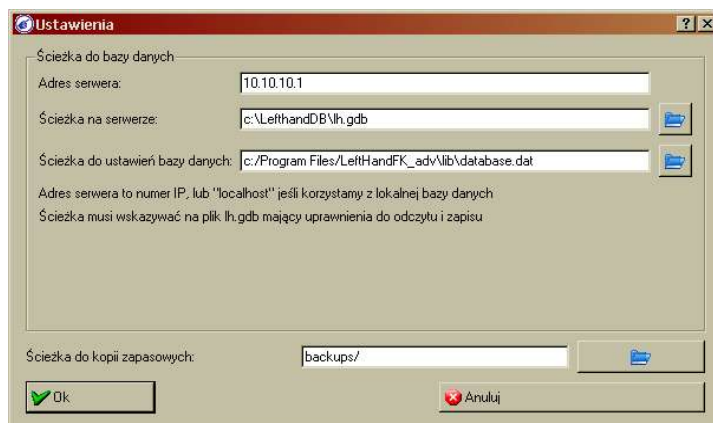 Ustawienia
Ścieżka do bazy danych
Adres serwera: 10.10.10.1
Ścieżka na serwerze: c:\LefthandDB\lh.gdb
Ścieżka do ustawień bazy danych: c:/Program Files/LeftHandFK_adv\lib\database.dat
Adres serwera to numer IP, lub "localhost" jeśli korzystamy z lokalnej bazy danych
Ścieżka musi wskazywać na plik lh.gdb mający uprawnienia do odczytu i zapisu
Ścieżka do kopii zapasowych: backups/
Ok Anuluj